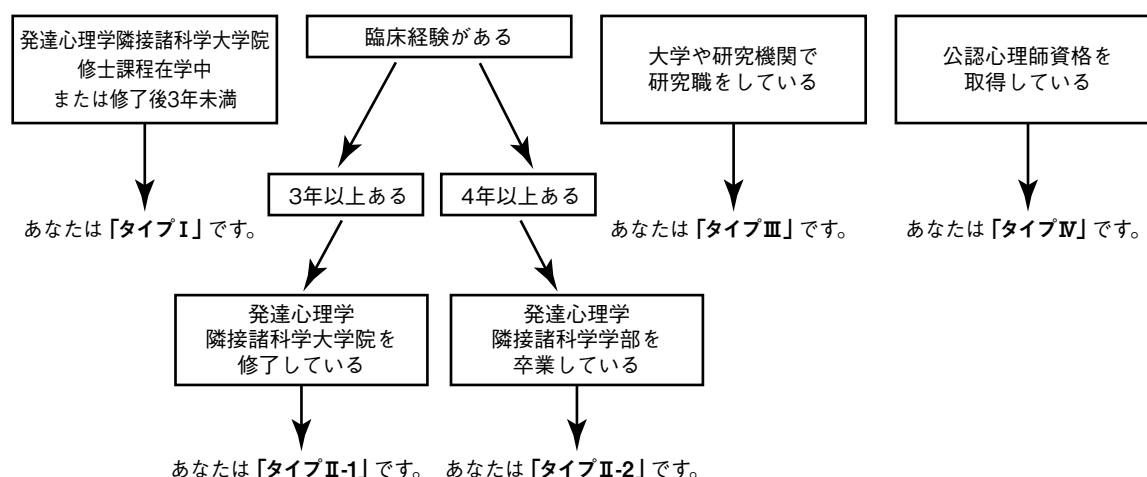 発達心理学隣接諸科学大学院
修士課程在学中
または修了後3年未満
臨床経験がある
大学や研究機関で
研究職をしている
公認心理師資格を
取得している
3年以上ある
4年以上ある
あなたは「タイプⅠ」です。
あなたは「タイプⅢ」です。
あなたは「タイプⅣ」です。
発達心理学
隣接諸科学大学院を
修了している
発達心理学
隣接諸科学学部を
卒業している
あなたは「タイプⅡ-1」です。
あなたは「タイプⅡ-2」です。